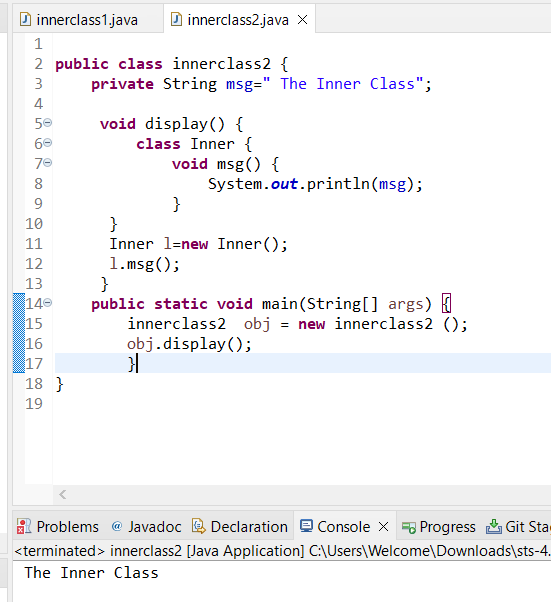 innerclass1.java innerclass2.java
1
2 public class innerclass2 {
3 private String msg=" The Inner Class";
4
5 void display() {
6 class Inner {
7 void msg() {
8 System.out.println(msg);
9 }
10 }
11 Inner l=new Inner();
12 l.msg();
13 }
14 public static void main(String[] args) {
15 innerclass2  obj = new innerclass2 ();
16 obj.display();
17 }
18 }
19
Problems @ Javadoc Declaration Console Progress Git Sta
<terminated> innerclass2 [Java Application] C:\Users\Welcome\Downloads\sts-4.
The Inner Class